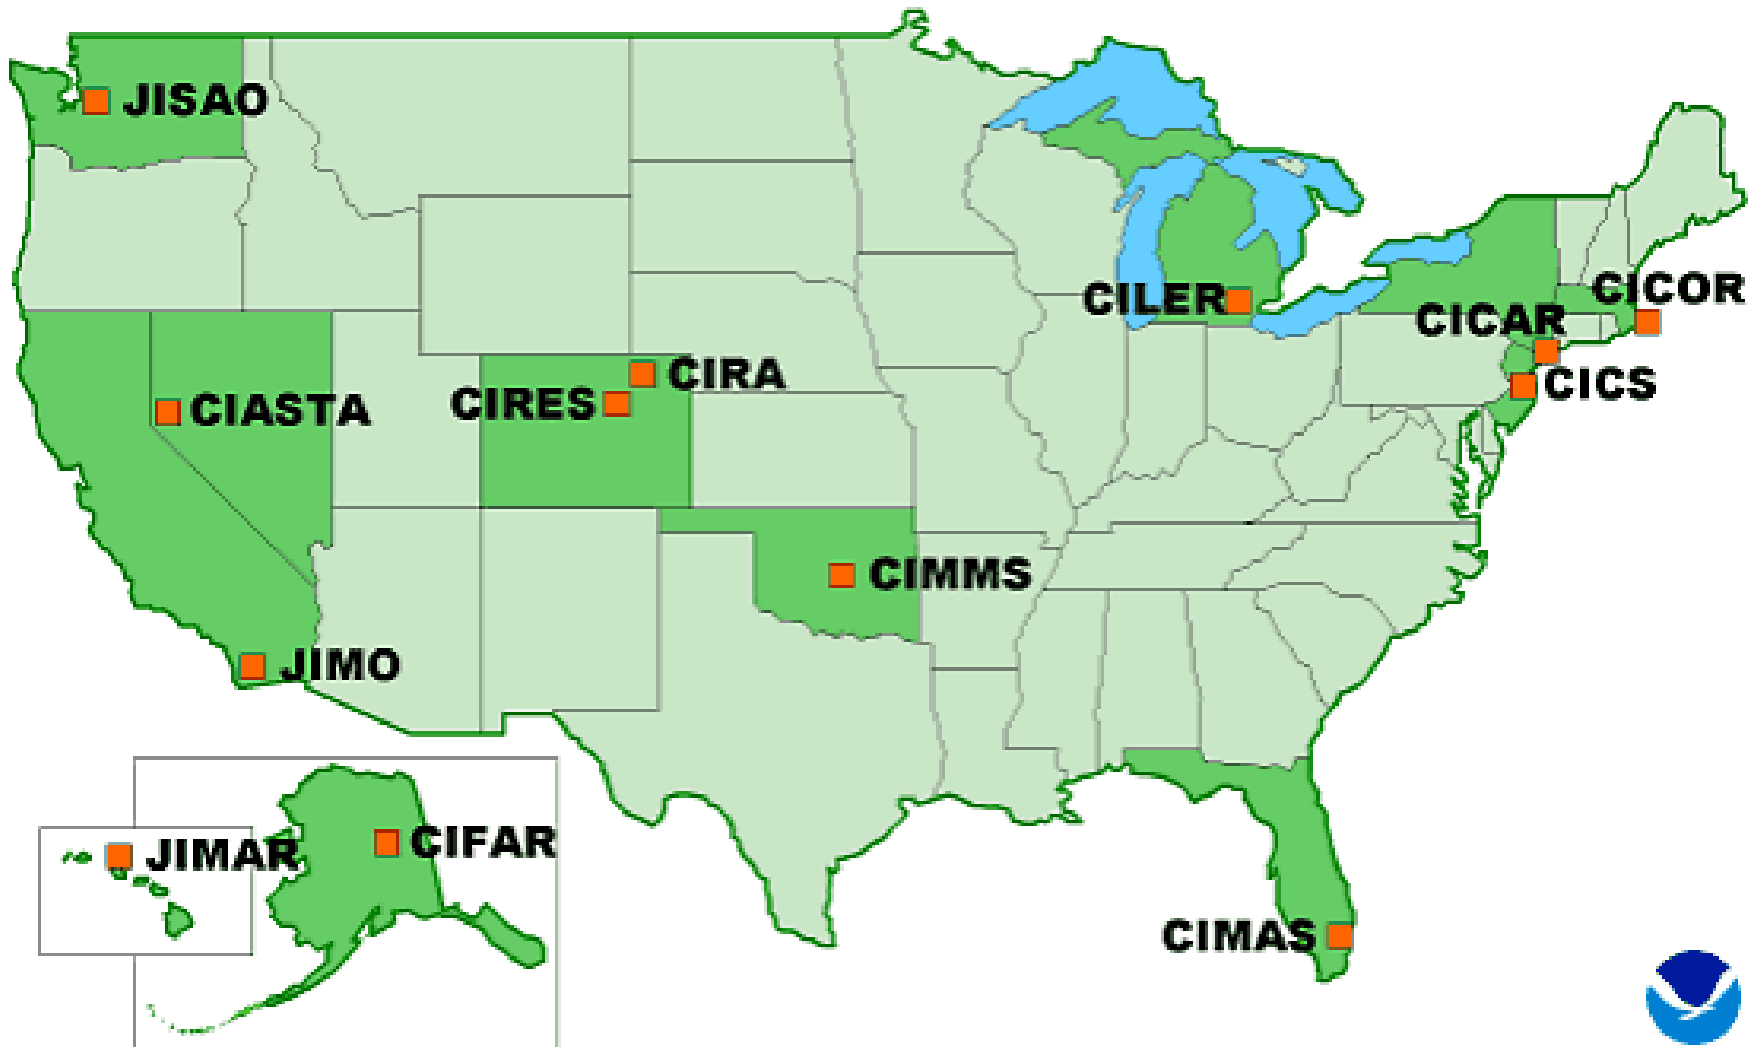 JISAO
CILER
CICOR
CICAR
CIRA
CICS
CIRES
CIASTA
CIMMS
JIMO
CIFAR
JIMAR
CIMAS